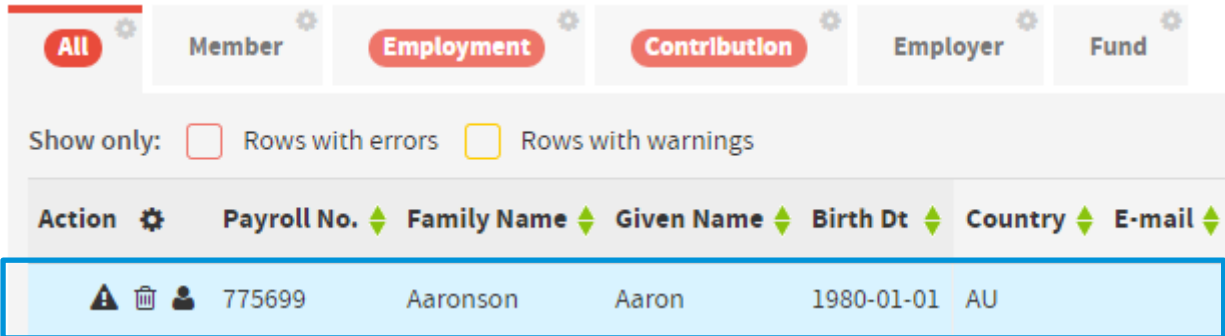 All Member Employment Contribution Employer Fund
Show only: Rows with errors Rows with warnings
Action Payroll No. Family Name Given Name Birth Dt Country E-mail
775699 Aaronson Aaron 1980-01-01 AU